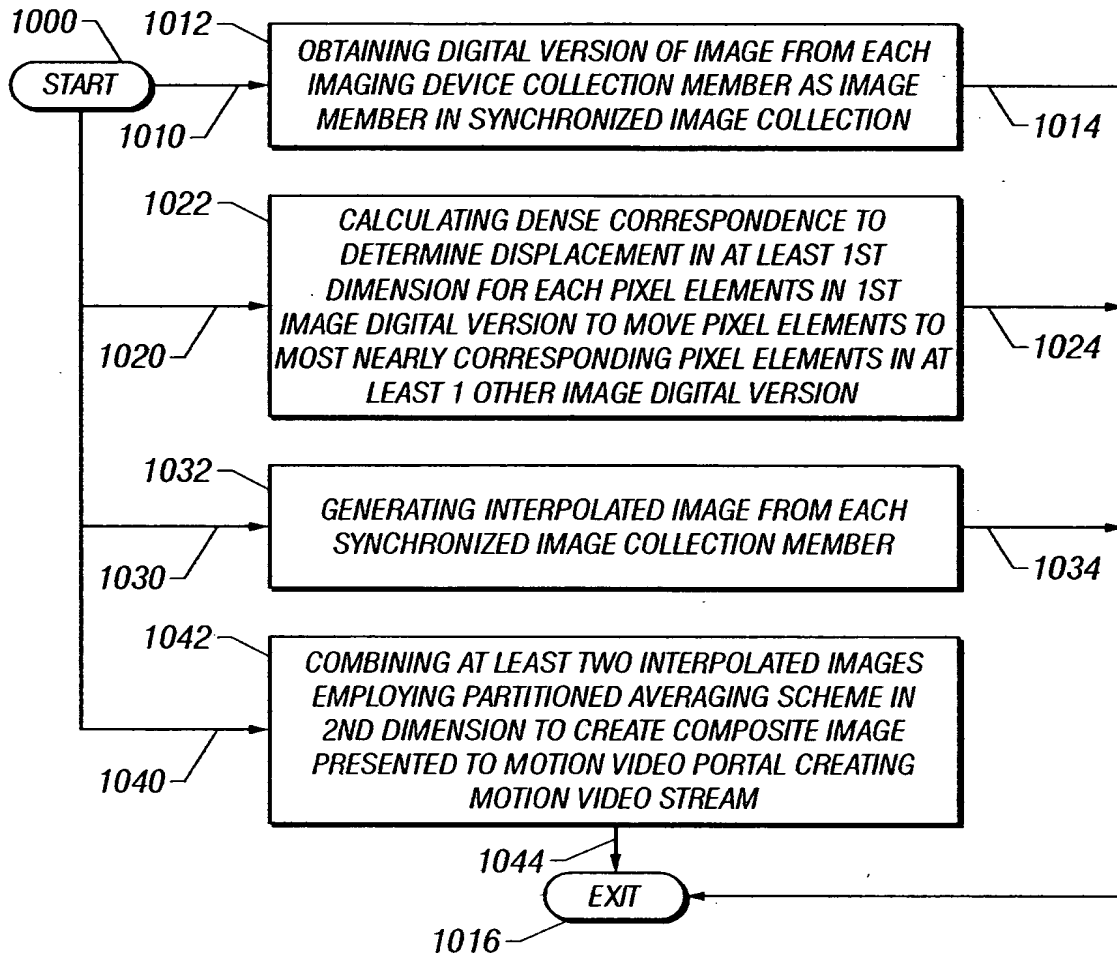 1000
START
1010
1012
OBTAINING DIGITAL VERSION OF IMAGE FROM EACH
IMAGING DEVICE COLLECTION MEMBER AS IMAGE
MEMBER IN SYNCHRONIZED IMAGE COLLECTION
1014
1022
CALCULATING DENSE CORRESPONDENCE TO
DETERMINE DISPLACEMENT IN AT LEAST 1ST
DIMENSION FOR EACH PIXEL ELEMENTS IN 1ST
IMAGE DIGITAL VERSION TO MOVE PIXEL ELEMENTS TO
MOST NEARLY CORRESPONDING PIXEL ELEMENTS IN AT
LEAST 1 OTHER IMAGE DIGITAL VERSION
1020
1024
1032
GENERATING INTERPOLATED IMAGE FROM EACH
SYNCHRONIZED IMAGE COLLECTION MEMBER
1030
1034
1042
COMBINING AT LEAST TWO INTERPOLATED IMAGES
EMPLOYING PARTITIONED AVERAGING SCHEME IN
2ND DIMENSION TO CREATE COMPOSITE IMAGE
PRESENTED TO MOTION VIDEO PORTAL CREATING
MOTION VIDEO STREAM
1040
1044
EXIT
1016